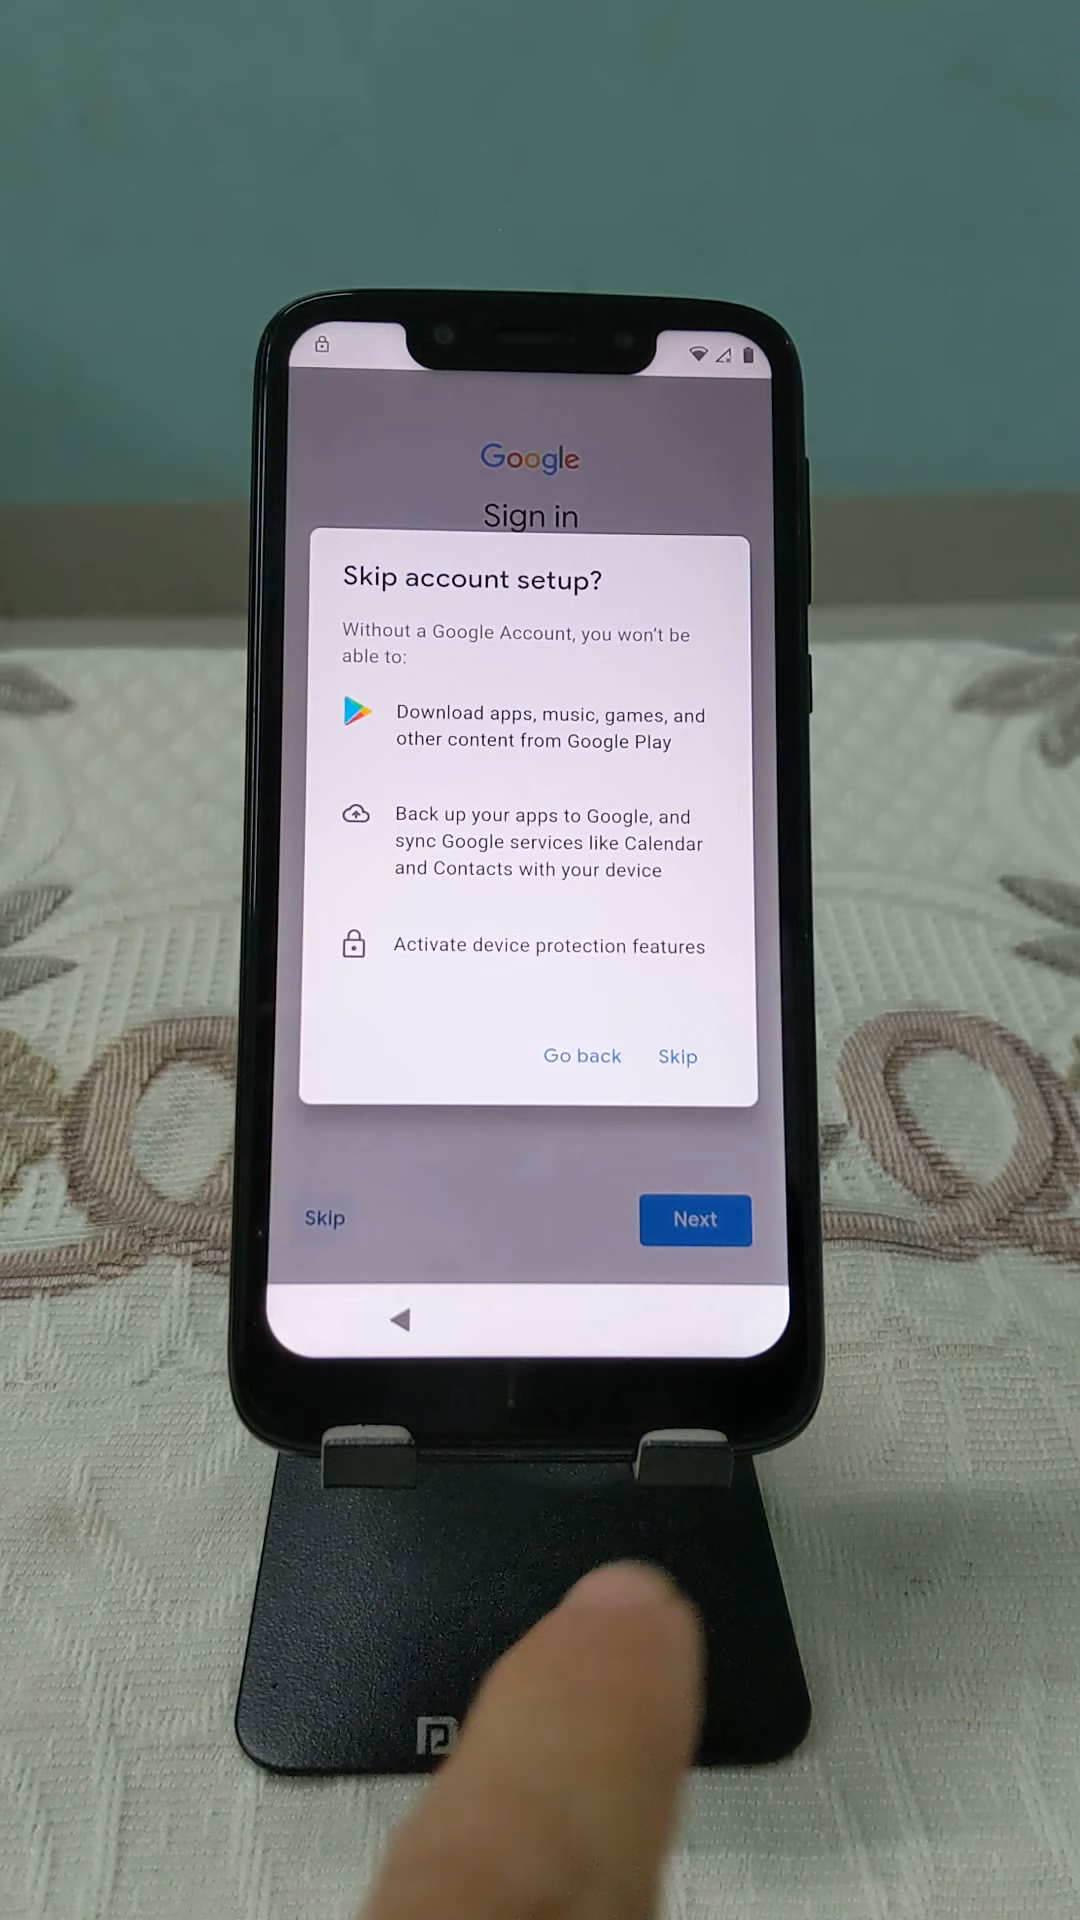 Google
Sign in
Skip account setup?
Without a Google Account, you won't be
able to:
Download apps, music, games, and
other content from Google Play
Back up your apps to Google, and
sync Google services like Calendar
and Contacts with your device
Activate device protection features
Go back Skip
Skip Next